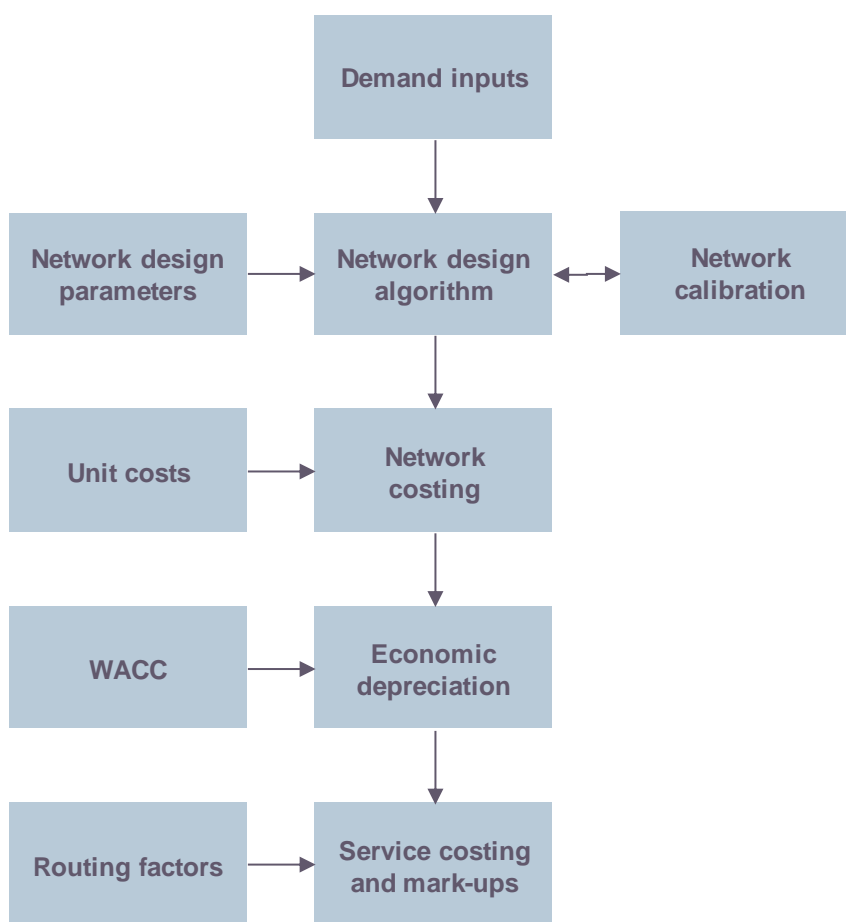 Demand inputs
Network design
parameters
Network design
algorithm
Network
calibration
Unit costs
Network
costing
WACC
Economic
depreciation
Routing factors
Service costing
and mark-ups